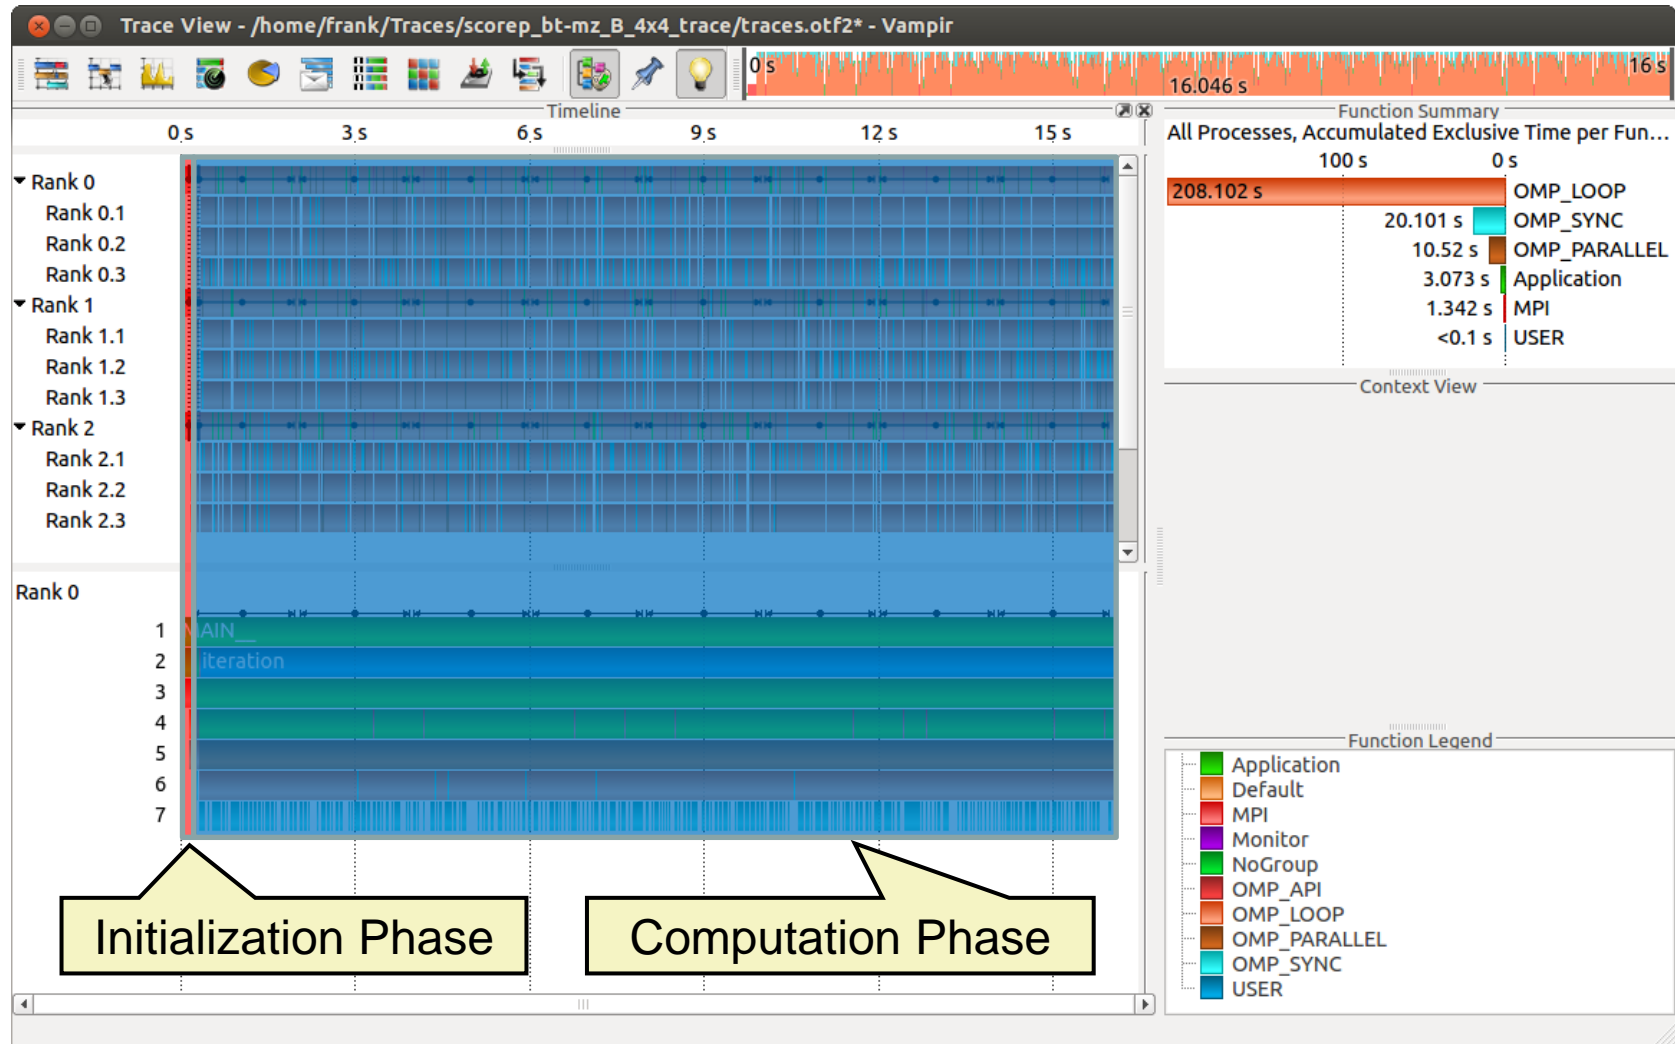 Trace View - /home/frank/Traces/scorep_bt-mz_B_4x4_trace/traces.otf2* - Vampir
0 s
16 s
16.046 s
Timeline
0 s 3 s 6 s 9 s 12 s 15 s
Rank 0
Rank 0.1
Rank 0.2
Rank 0.3
Rank 1
Rank 1.1
Rank 1.2
Rank 1.3
Rank 2
Rank 2.1
Rank 2.2
Rank 2.3
Rank 0
1 MAIN__
2 iteration
3
4
5
6
7
Initialization Phase
Computation Phase
Function Summary
All Processes, Accumulated Exclusive Time per Fun...
100 s 0 s
208.102 s OMP_LOOP
20.101 s OMP_SYNC
10.52 s OMP_PARALLEL
3.073 s Application
1.342 s MPI
<0.1 s USER
Context View
Function Legend
Application
Default
MPI
Monitor
NoGroup
OMP_API
OMP_LOOP
OMP_PARALLEL
OMP_SYNC
USER